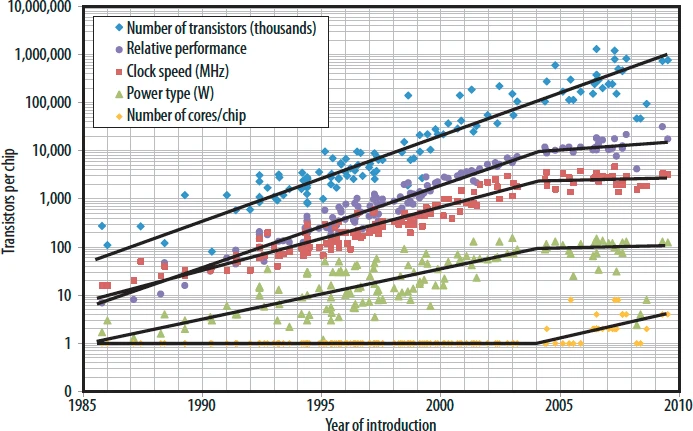 10,000,000
1,000,000
100,000
10,000
1,000
100
10
1
0
Number of transistors (thousands)
Relative performance
Clock speed (MHz)
Power type (W)
Number of cores/chip
Transistors per chip
1985 1990 1995 2000 2005 2010
Year of introduction